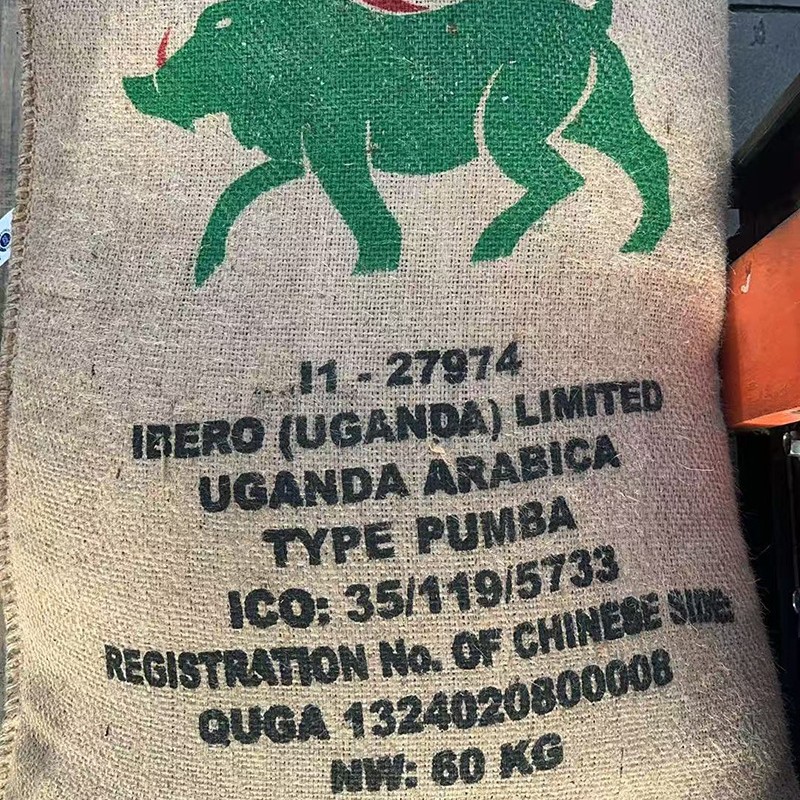 I1 - 27974
IBERO (UGANDA) LIMITED
UGANDA ARABICA
TYPE PUMBA
ICO: 35/119/5733
REGISTRATION No. OF CHINESE SIDE:
QUGA 1324020800008
NW: 60 KG